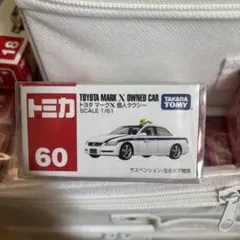 18
トミカ
60
TOYOTA MARK X OWNED CAR
トヨタ マークX 個人タクシー
SCALE 1/61
TAKARA
TOMY
サスペンション/左右ドア開閉